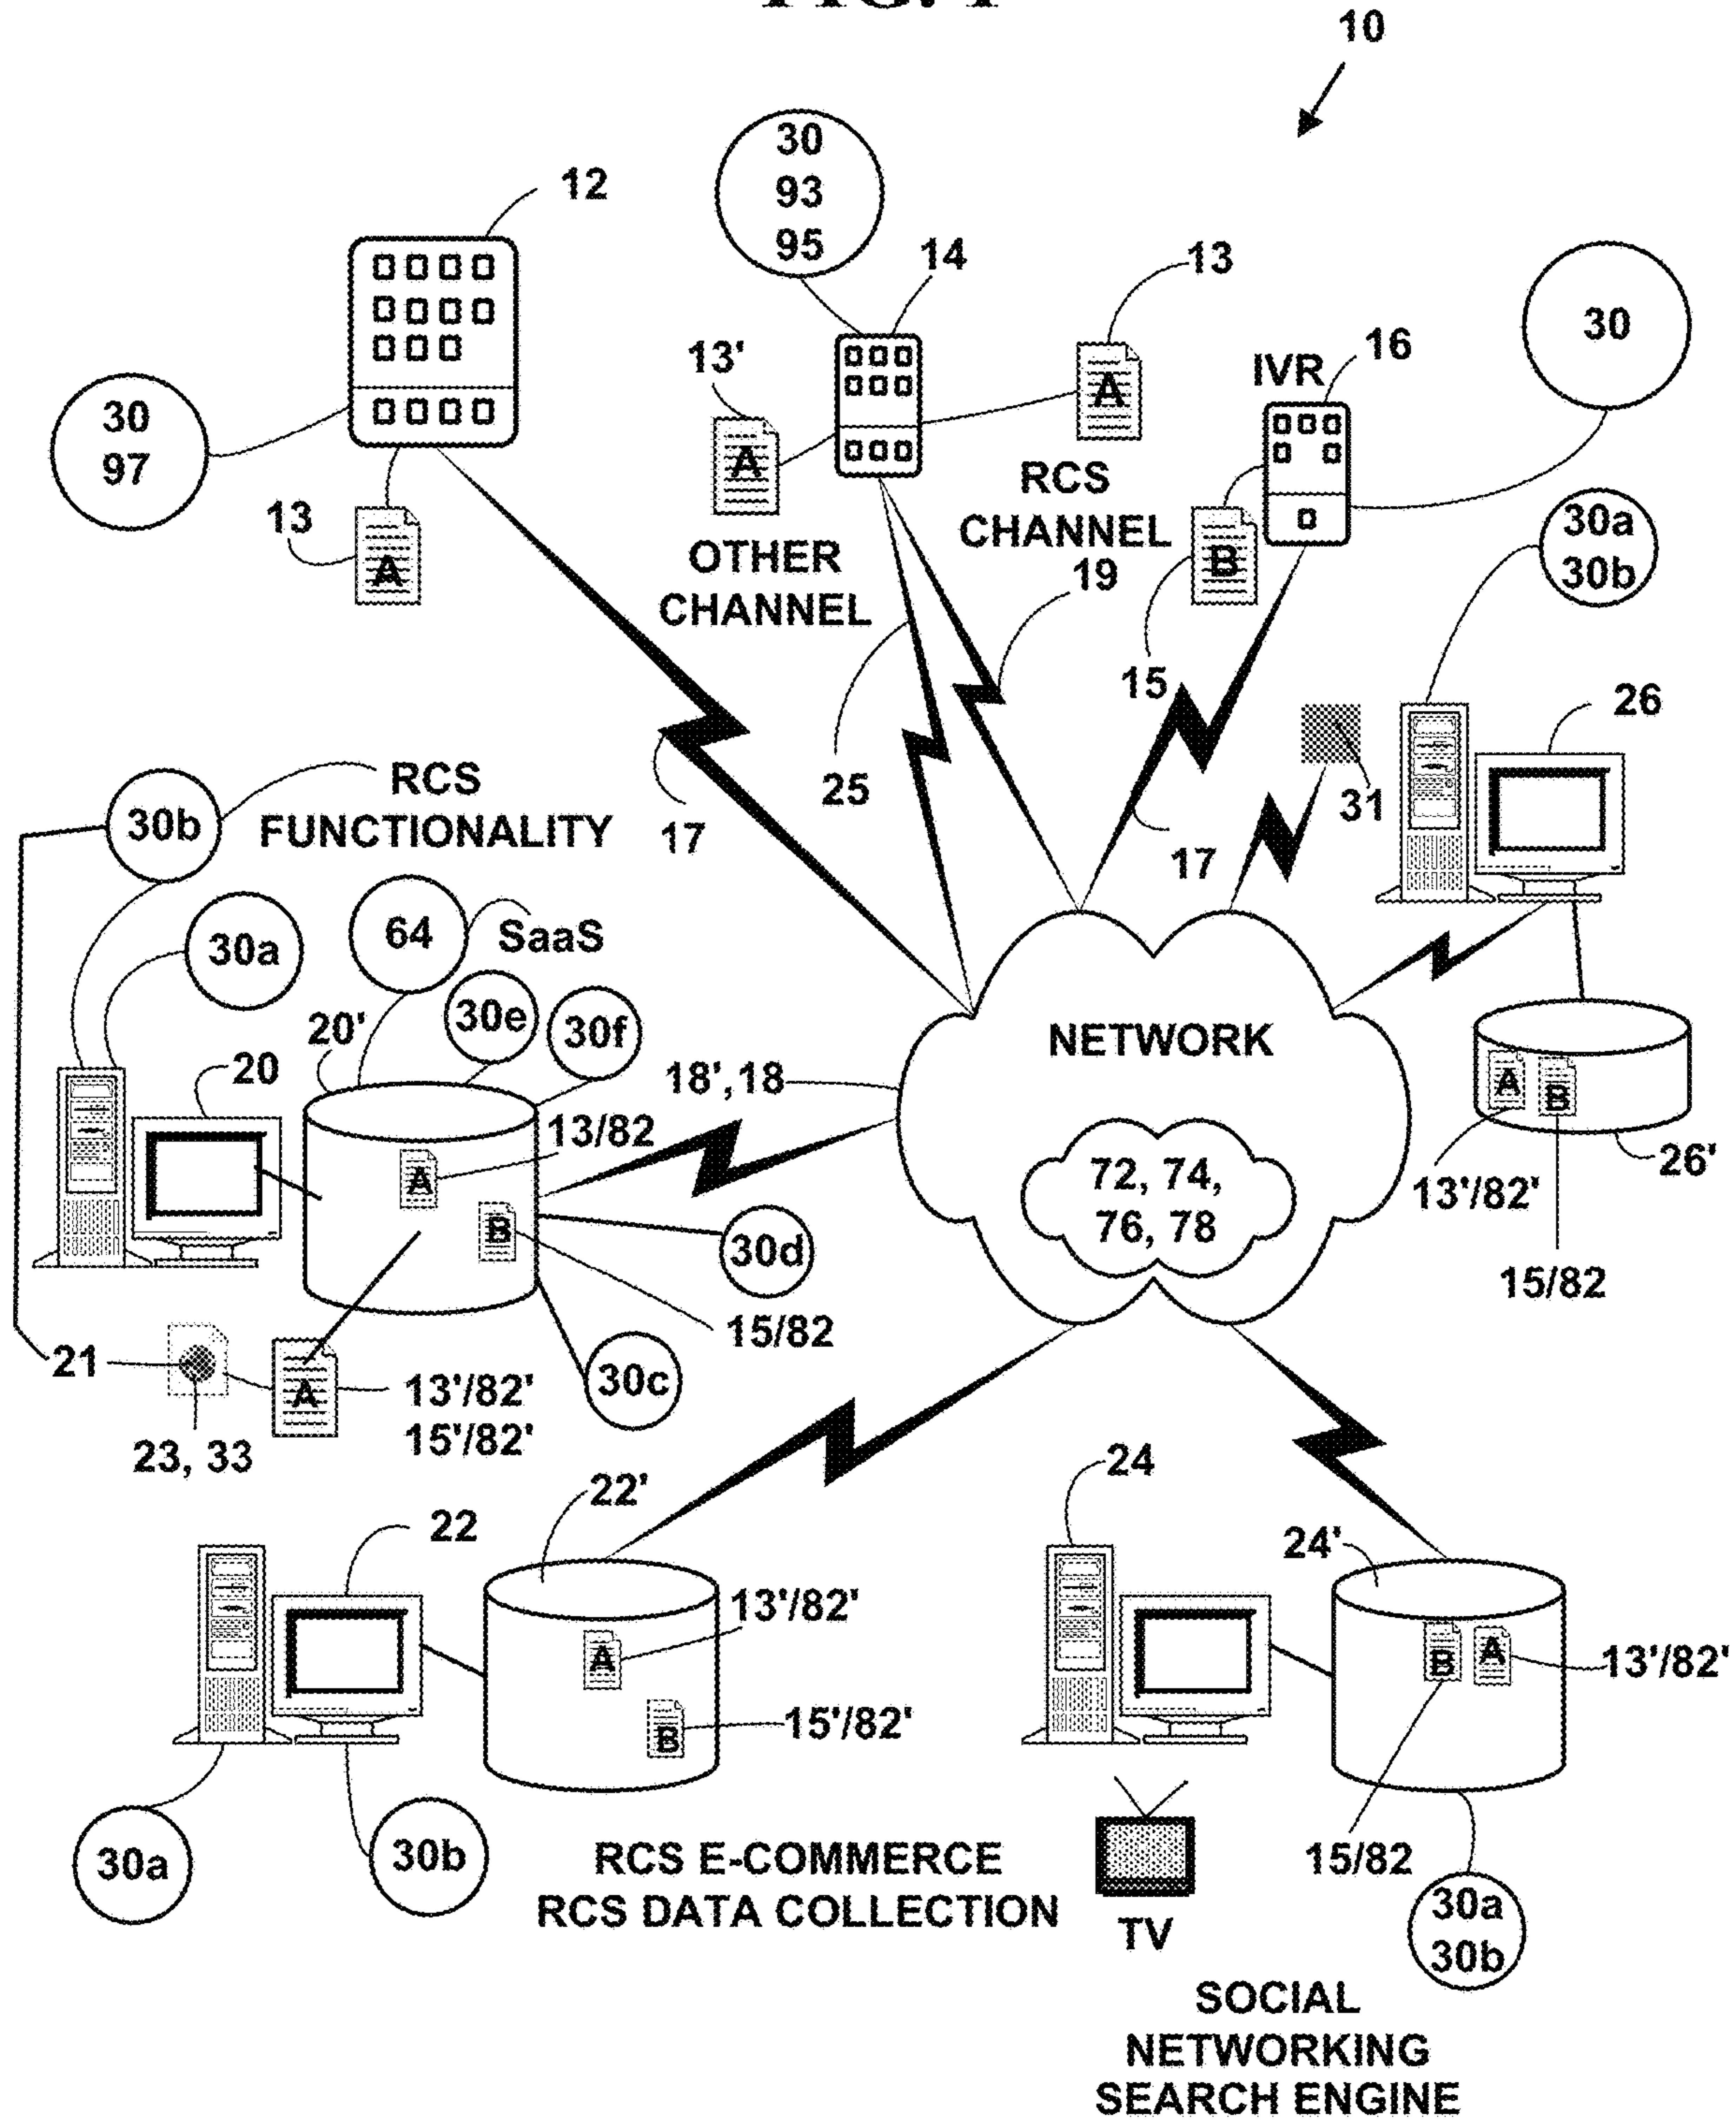 FIG. 1
10
12
30
93
95
14
13
30
13'
IVR
16
30
97
A
A
13
A
RCS
CHANNEL
19
OTHER
CHANNEL
B
30a
30b
15
26
17
25
31
17
30b
RCS
FUNCTIONALITY
30a
64
SaaS
30e
30f
20'
20
18', 18
NETWORK
72, 74,
76, 78
13/82
A
B
30d
15/82
30c
A
B
26'
13'/82'
15/82
21
A
13'/82'
15'/82'
23, 33
22
22'
13'/82'
A
B
15'/82'
24
24'
B
A
13'/82'
15/82
30a
30b
RCS E-COMMERCE
RCS DATA COLLECTION
TV
30a
30b
SOCIAL
NETWORKING
SEARCH ENGINE